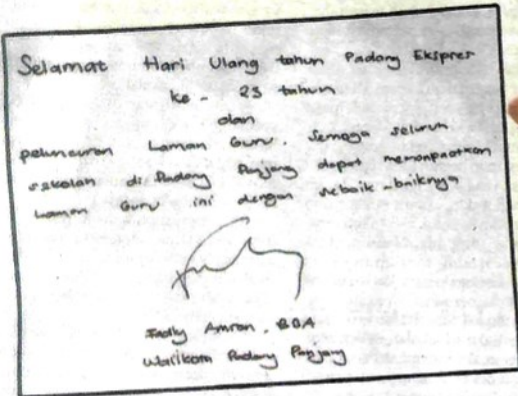 Selamat Hari Ulang tahun Padang Ekspres
ke - 23 tahun
dan
peluncuran Laman Guru. Semoga seluruh
sekolah di Padang Panjang dapat memanfaatkan
Laman Guru ini dengan sebaik-baiknya
Fadly Amran, BBA
Walikota Padang Panjang